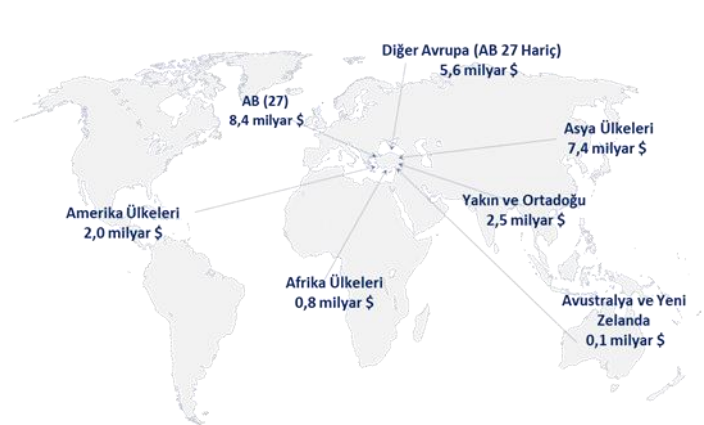 Diğer Avrupa (AB 27 Hariç)
5,6 milyar $
AB (27)
8,4 milyar $
Asya Ülkeleri
7,4 milyar $
Yakın ve Ortadoğu
2,5 milyar $
Amerika Ülkeleri
2,0 milyar $
Afrika Ülkeleri
0,8 milyar $
Avustralya ve Yeni
Zelanda
0,1 milyar $